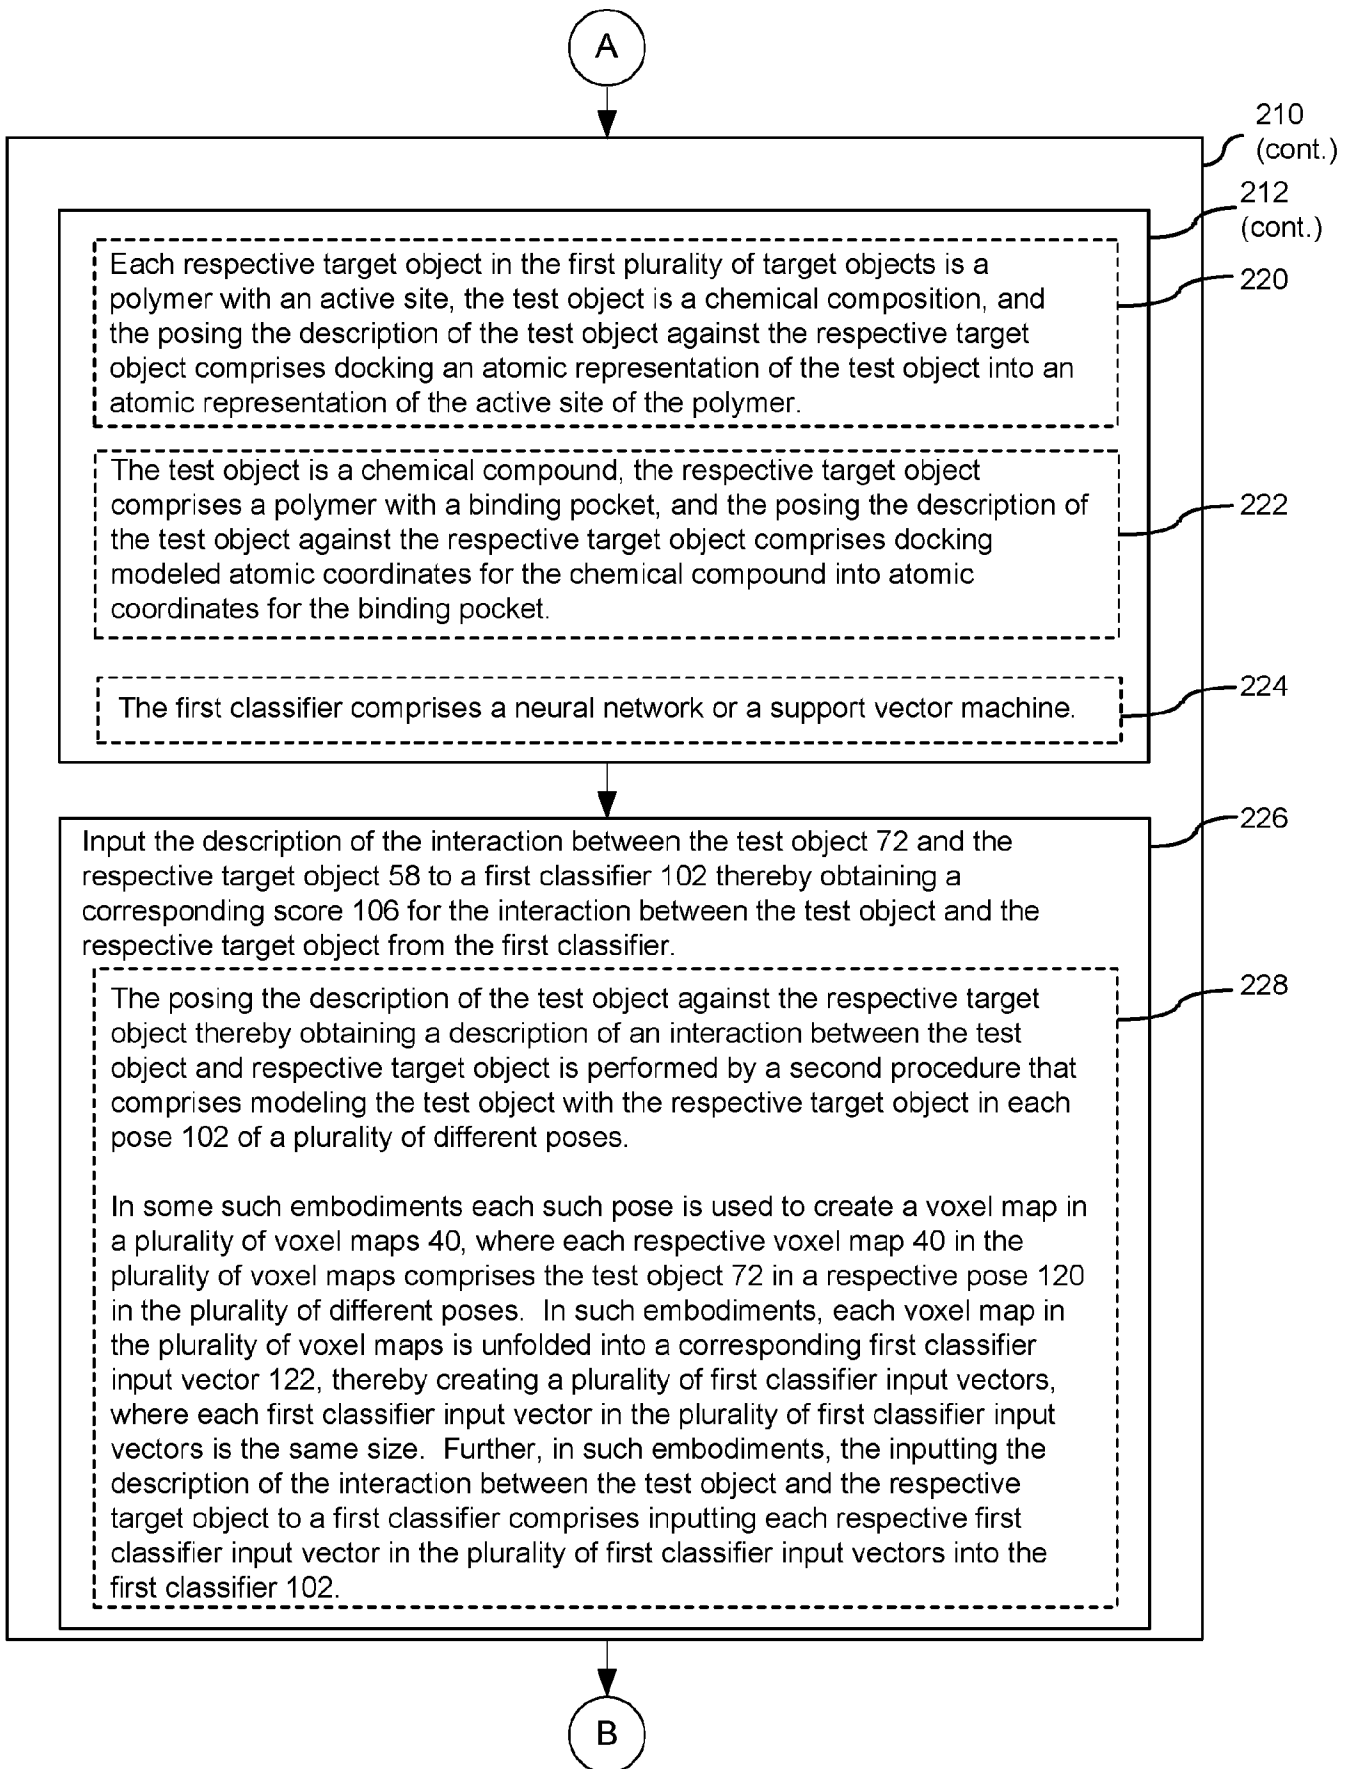 A
210
(cont.)
212
(cont.)
Each respective target object in the first plurality of target objects is a
polymer with an active site, the test object is a chemical composition, and
the posing the description of the test object against the respective target
object comprises docking an atomic representation of the test object into an
atomic representation of the active site of the polymer.
220
The test object is a chemical compound, the respective target object
comprises a polymer with a binding pocket, and the posing the description of
the test object against the respective target object comprises docking
modeled atomic coordinates for the chemical compound into atomic
coordinates for the binding pocket.
222
The first classifier comprises a neural network or a support vector machine.
224
Input the description of the interaction between the test object 72 and the
respective target object 58 to a first classifier 102 thereby obtaining a
corresponding score 106 for the interaction between the test object and the
respective target object from the first classifier.
226
The posing the description of the test object against the respective target
object thereby obtaining a description of an interaction between the test
object and respective target object is performed by a second procedure that
comprises modeling the test object with the respective target object in each
pose 102 of a plurality of different poses.
228
In some such embodiments each such pose is used to create a voxel map in
a plurality of voxel maps 40, where each respective voxel map 40 in the
plurality of voxel maps comprises the test object 72 in a respective pose 120
in the plurality of different poses.  In such embodiments, each voxel map in
the plurality of voxel maps is unfolded into a corresponding first classifier
input vector 122, thereby creating a plurality of first classifier input vectors,
where each first classifier input vector in the plurality of first classifier input
vectors is the same size.  Further, in such embodiments, the inputting the
description of the interaction between the test object and the respective
target object to a first classifier comprises inputting each respective first
classifier input vector in the plurality of first classifier input vectors into the
first classifier 102.
B